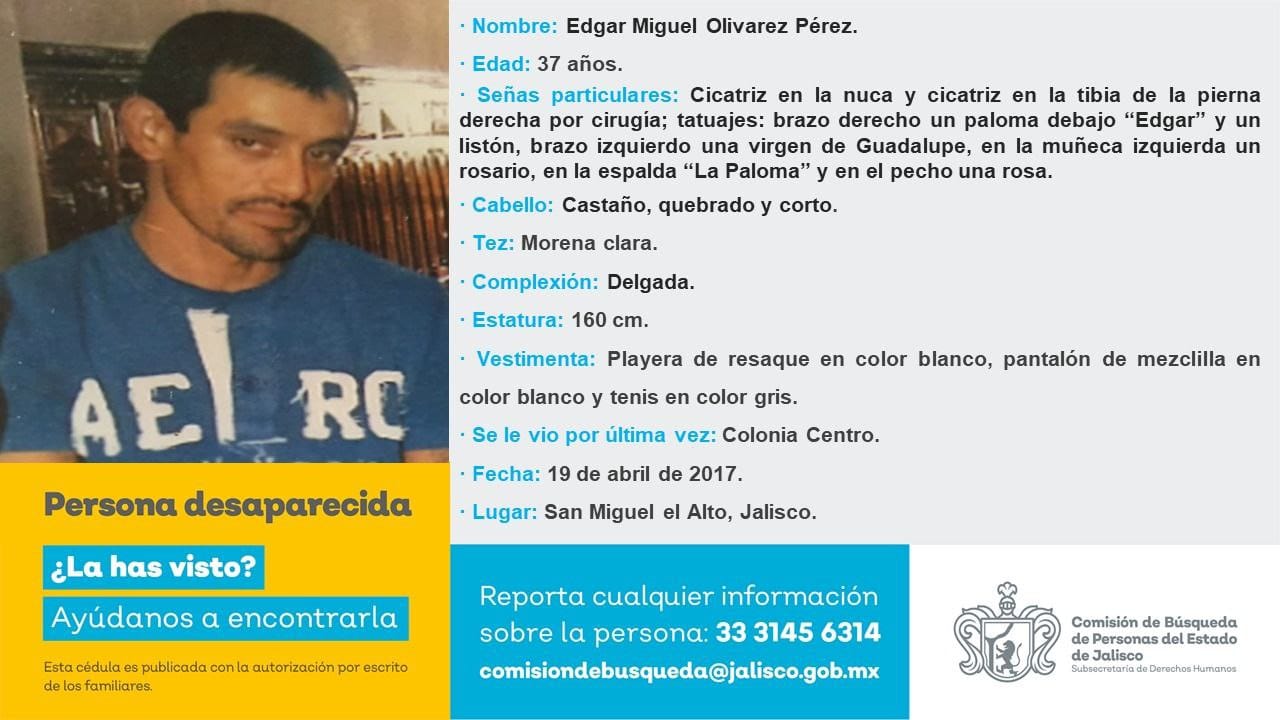 · Nombre: Edgar Miguel Olivarez Pérez.
· Edad: 37 años.
· Señas particulares: Cicatriz en la nuca y cicatriz en la tibia de la pierna
derecha por cirugía; tatuajes: brazo derecho un paloma debajo “Edgar” y un
listón, brazo izquierdo una virgen de Guadalupe, en la muñeca izquierda un
rosario, en la espalda “La Paloma” y en el pecho una rosa.
· Cabello: Castaño, quebrado y corto.
· Tez: Morena clara.
· Complexión: Delgada.
· Estatura: 160 cm.
· Vestimenta: Playera de resaque en color blanco, pantalón de mezclilla en
color blanco y tenis en color gris.
· Se le vio por última vez: Colonia Centro.
· Fecha: 19 de abril de 2017.
· Lugar: San Miguel el Alto, Jalisco.
Persona desaparecida
¿La has visto?
Ayúdanos a encontrarla
Esta cédula es publicada con la autorización por escrito
de los familiares.
Reporta cualquier información
sobre la persona: 33 3145 6314
comisiondebusqueda@jalisco.gob.mx
Comisión de Búsqueda
de Personas del Estado
de Jalisco
Subsecretaría de Derechos Humanos